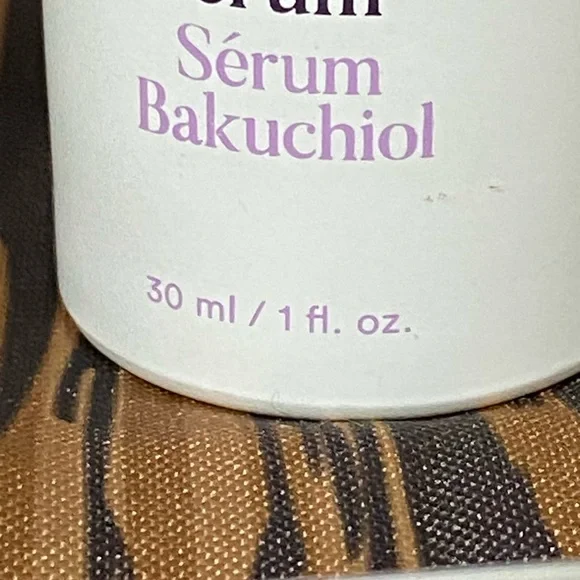 Sérum
Bakuchiol
30 ml / 1 fl. oz.